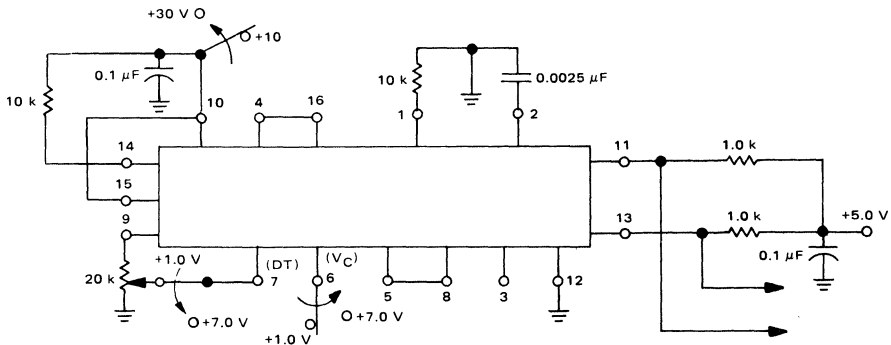 +30 V
+10
0.1 µF
10 k
10
4
16
10 k
0.0025 µF
1
2
14
15
9
11
1.0 k
13
1.0 k
+5.0 V
0.1 µF
20 k
+1.0 V
(DT)
7
(VC)
6
5
8
3
12
+7.0 V
+7.0 V
+1.0 V